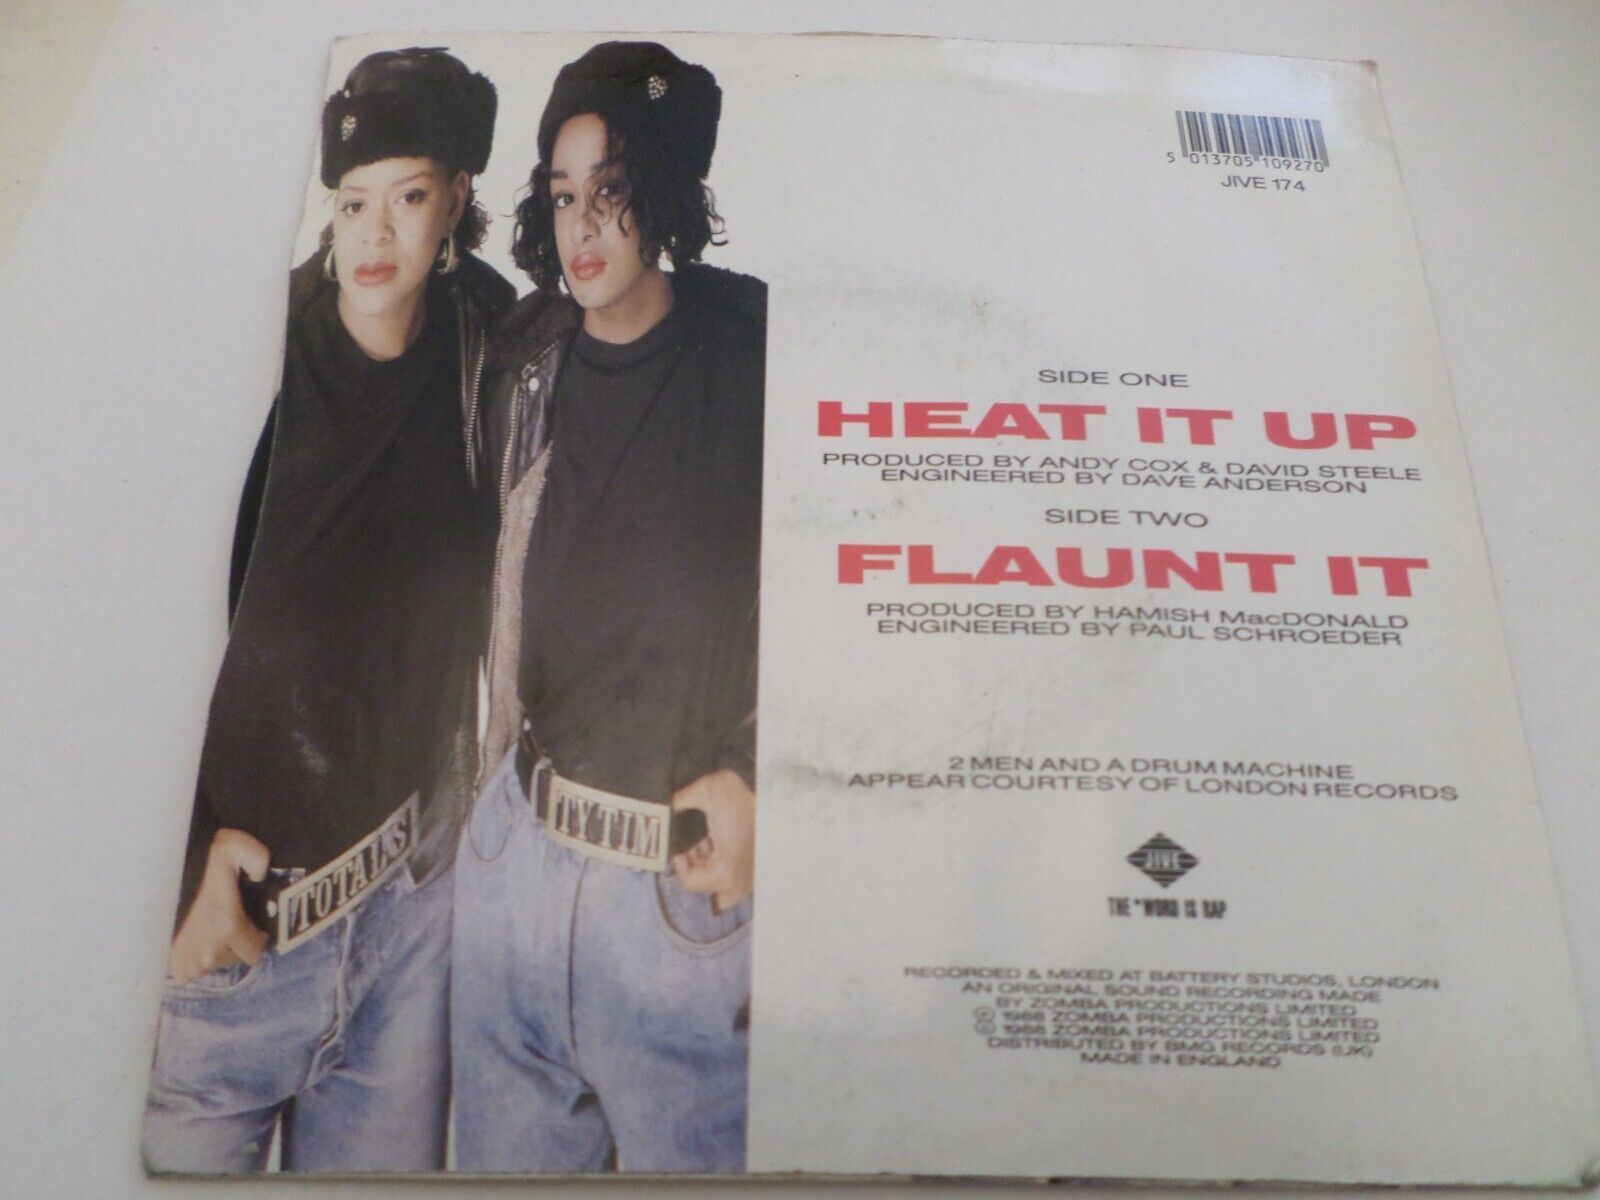 5 013705 109270
JIVE 174
SIDE ONE
HEAT IT UP
PRODUCED BY ANDY COX & DAVID STEELE
ENGINEERED BY DAVE ANDERSON
SIDE TWO
FLAUNT IT
PRODUCED BY HAMISH MacDONALD
ENGINEERED BY PAUL SCHROEDER
2 MEN AND A DRUM MACHINE
APPEAR COURTESY OF LONDON RECORDS
JIVE
THE *WORD IS RAP
RECORDED & MIXED AT BATTERY STUDIOS, LONDON
AN ORIGINAL SOUND RECORDING MADE
BY ZOMBA PRODUCTIONS LIMITED
℗ 1988 ZOMBA PRODUCTIONS LIMITED
© 1988 ZOMBA PRODUCTIONS LIMITED
DISTRIBUTED BY BMG RECORDS (UK)
MADE IN ENGLAND
TOTALS
TYTIM